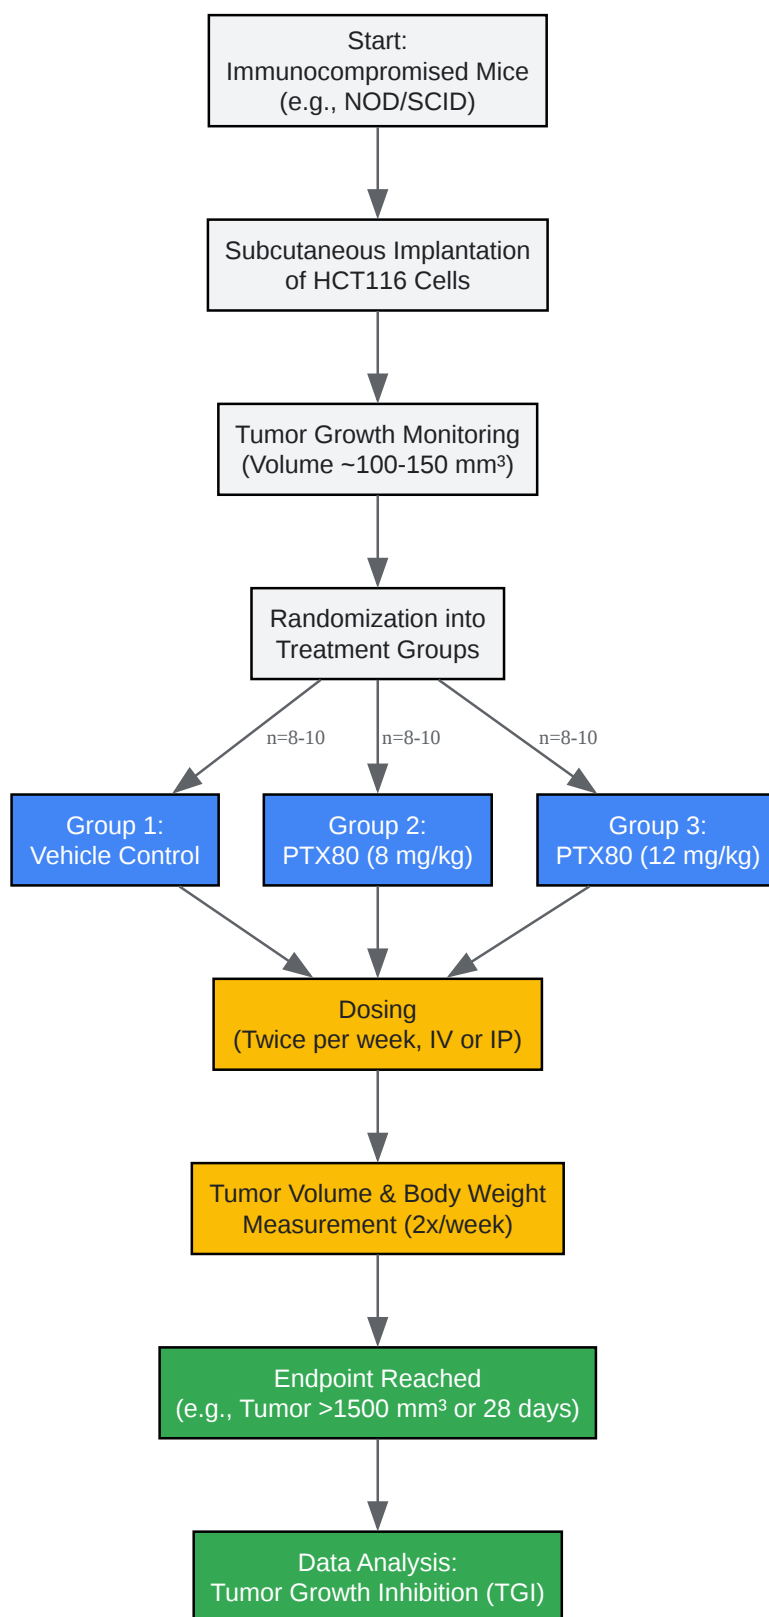 Start:
Immunocompromised Mice
(e.g., NOD/SCID)
Subcutaneous Implantation
of HCT116 Cells
Tumor Growth Monitoring
(Volume ~100-150 mm³)
Randomization into
Treatment Groups
n=8-10
n=8-10
n=8-10
Group 1:
Vehicle Control
Group 2:
PTX80 (8 mg/kg)
Group 3:
PTX80 (12 mg/kg)
Dosing
(Twice per week, IV or IP)
Tumor Volume & Body Weight
Measurement (2x/week)
Endpoint Reached
(e.g., Tumor >1500 mm³ or 28 days)
Data Analysis:
Tumor Growth Inhibition (TGI)